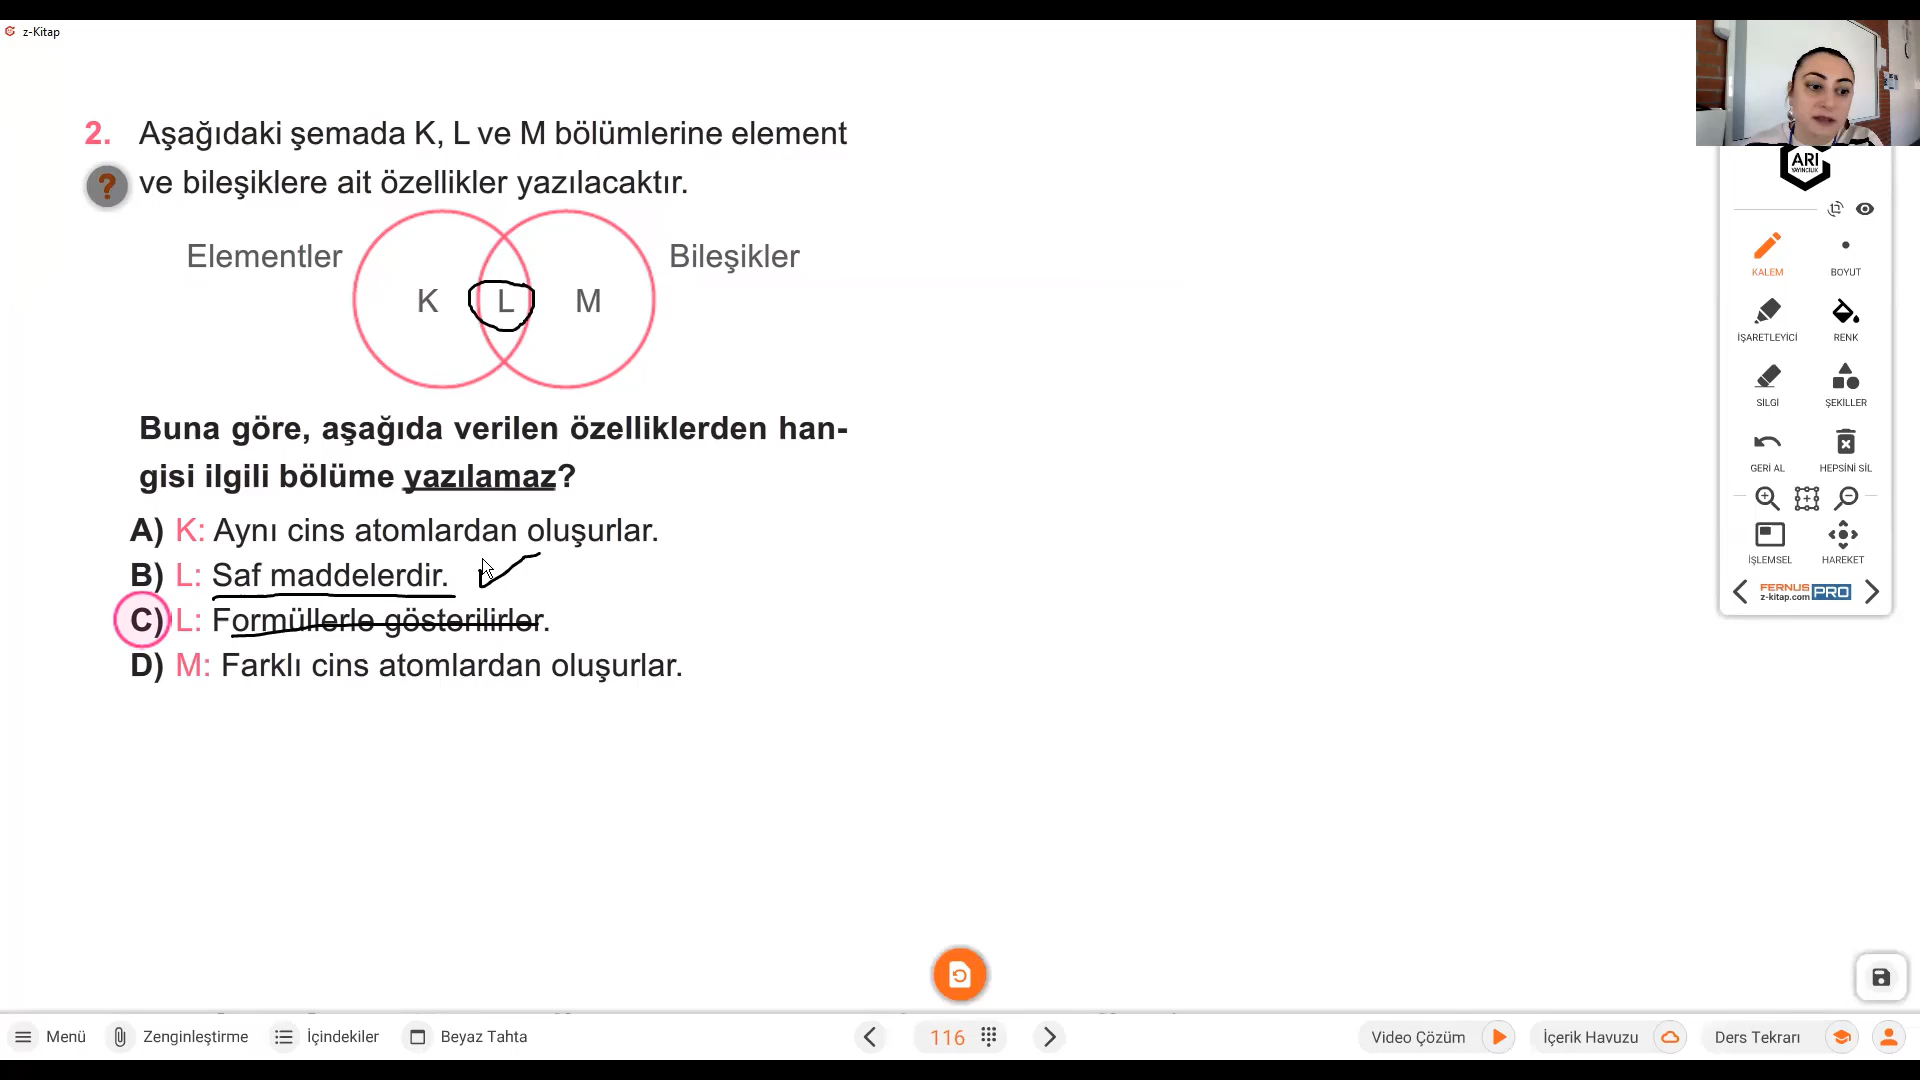 z-Kitap
2. Aşağıdaki şemada K, L ve M bölümlerine element
ve bileşiklere ait özellikler yazılacaktır.
?
Elementler
Bileşikler
K
L
M
Buna göre, aşağıda verilen özelliklerden han-
gisi ilgili bölüme yazılamaz?
A) K: Aynı cins atomlardan oluşurlar.
B) L: Saf maddelerdir.
C) L: Formüllerle gösterilirler.
D) M: Farklı cins atomlardan oluşurlar.
ARI
YAYINCILIK
KALEM
BOYUT
İŞARETLEYİCİ
RENK
SİLGİ
ŞEKİLLER
GERİ AL
HEPSİNİ SİL
İŞLEMSEL
HAREKET
FERNUS
z-kitap.com
PRO
Menü
Zenginleştirme
İçindekiler
Beyaz Tahta
116
Video Çözüm
İçerik Havuzu
Ders Tekrarı